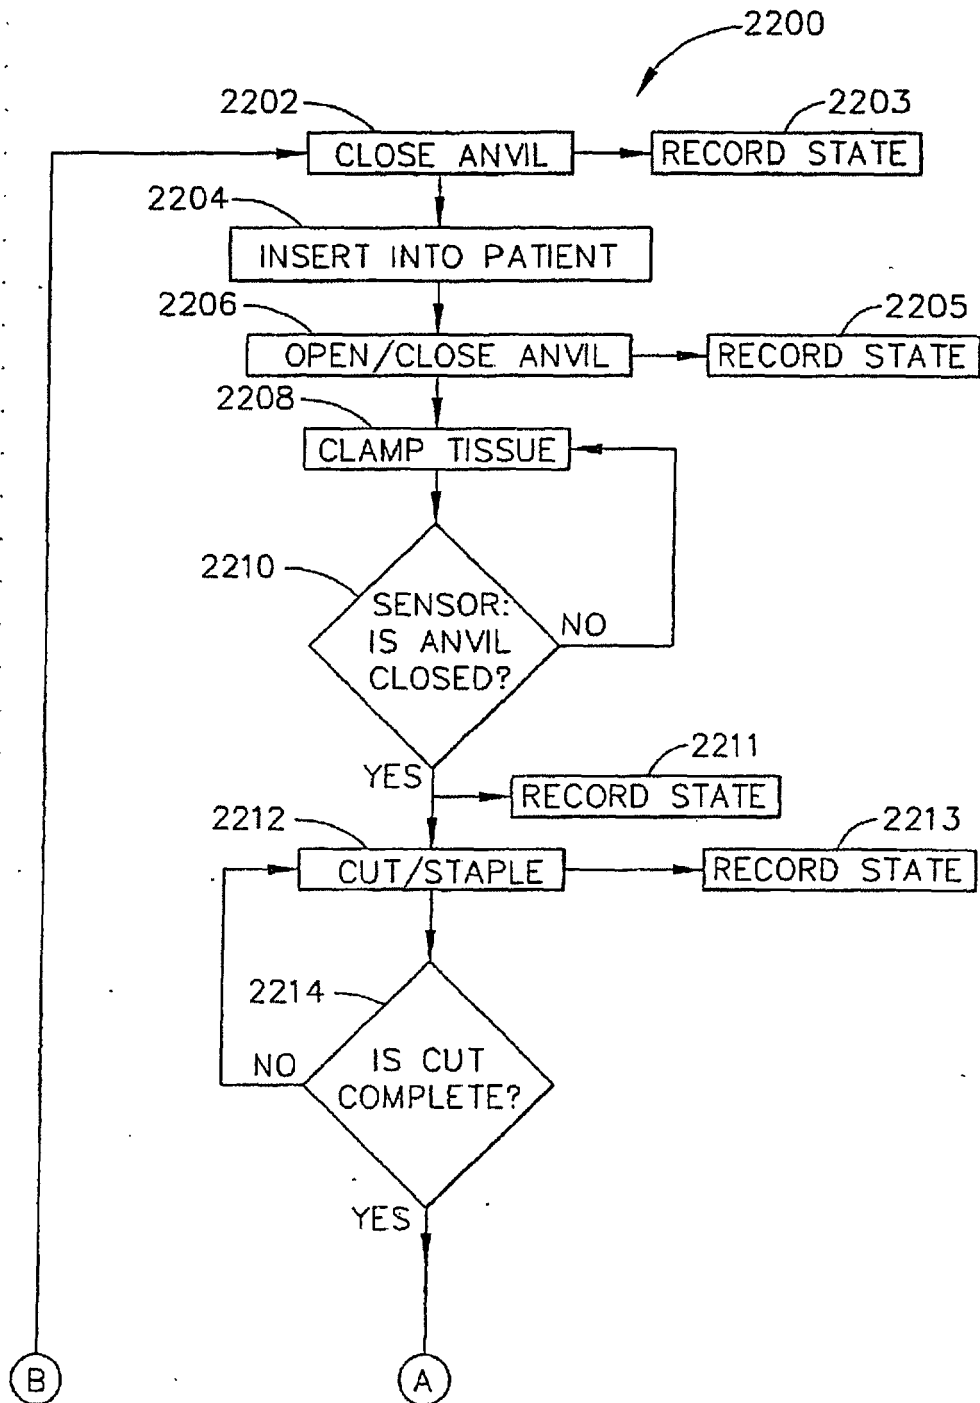 2200
2202
2203
CLOSE ANVIL
RECORD STATE
2204
INSERT INTO PATIENT
2206
2205
OPEN/CLOSE ANVIL
RECORD STATE
2208
CLAMP TISSUE
2210
SENSOR:
IS ANVIL
CLOSED?
NO
YES
2211
RECORD STATE
2212
2213
CUT/STAPLE
RECORD STATE
2214
IS CUT
COMPLETE?
NO
YES
B
A